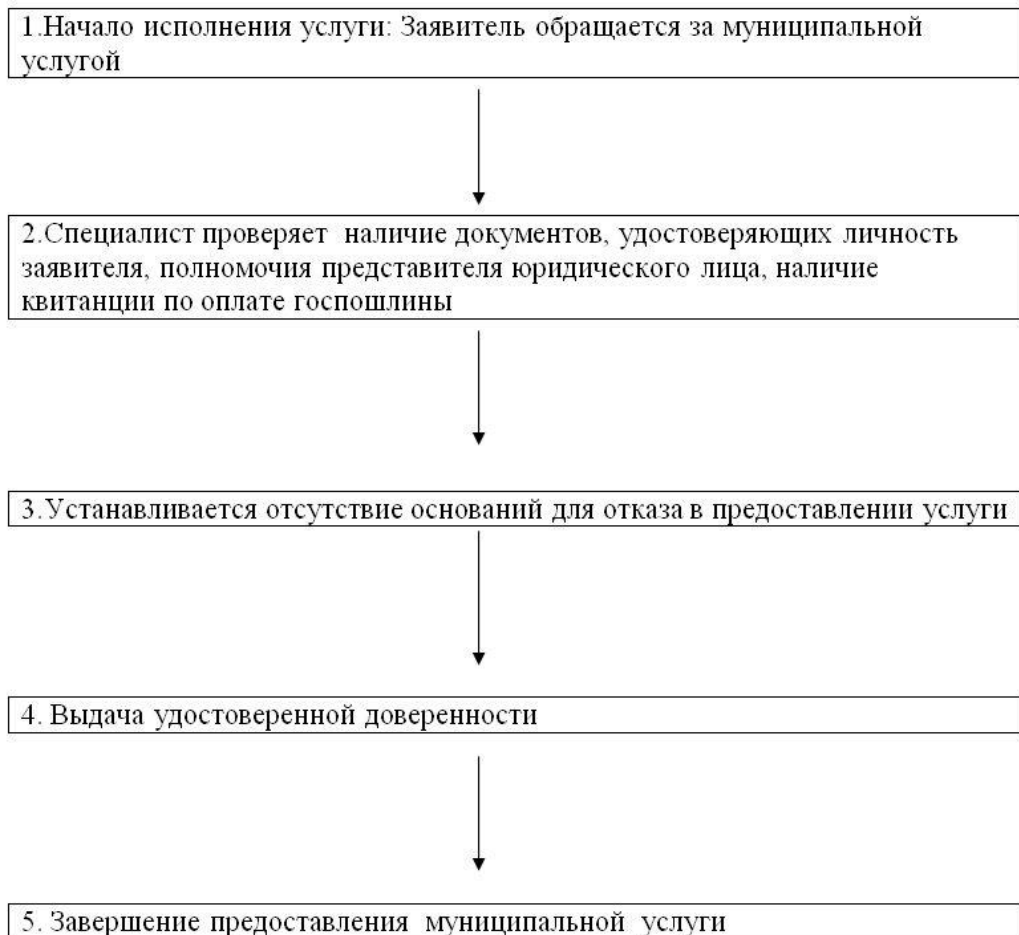 1.Начало исполнения услуги: Заявитель обращается за муниципальной
услугой
2.Специалист проверяет наличие документов, удостоверяющих личность
заявителя, полномочия представителя юридического лица, наличие
квитанции по оплате госпошлины
3.Устанавливается отсутствие оснований для отказа в предоставлении услуги
4. Выдача удостоверенной доверенности
5. Завершение предоставления муниципальной услуги